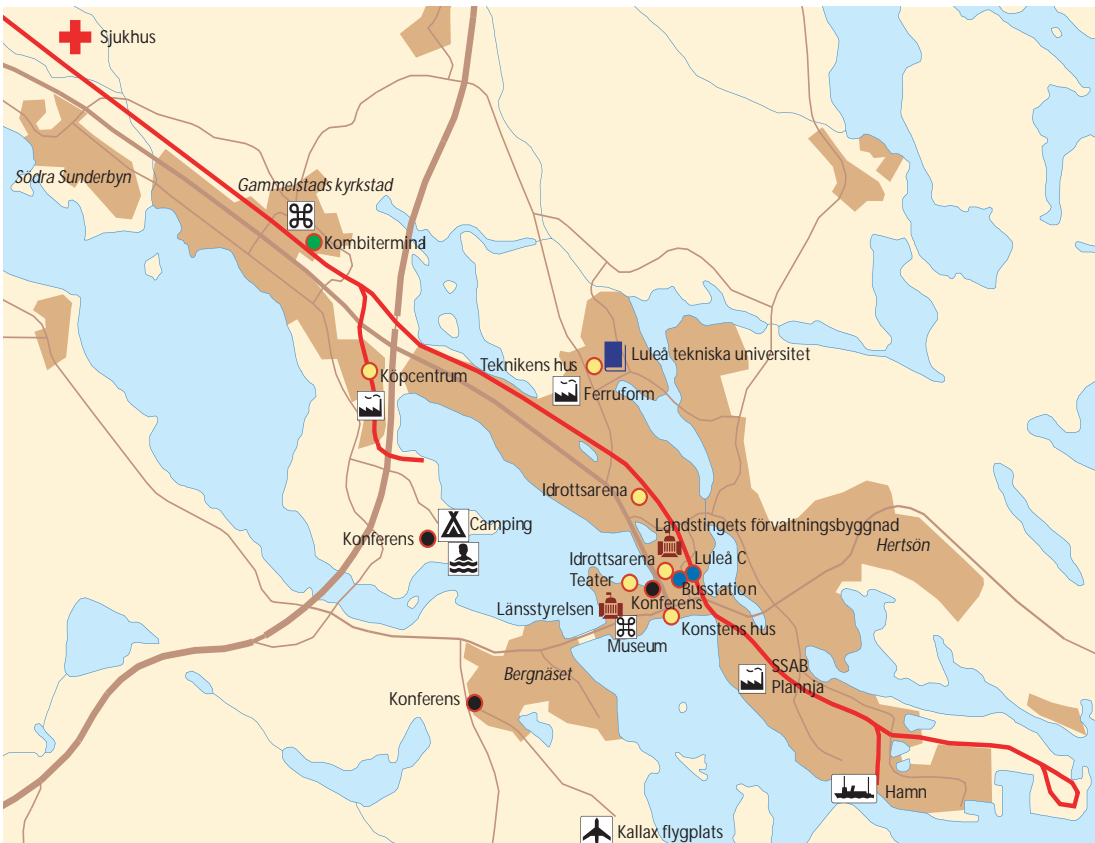 Sjukhus
Södra Sunderbyn
Gammelstads kyrkstad
Kombiterminal
Luleå tekniska universitet
Teknikens hus
Köpcentrum
Ferruform
Idrottsarena
Camping
Landstingets förvaltningsbyggnad
Konferens
Hertsön
Idrottsarena
Luleå C
Teater
Busstation
Länsstyrelsen
Konferens
Konstens hus
Museum
SSAB
Plannja
Bergnäset
Konferens
Hamn
Kallax flygplats